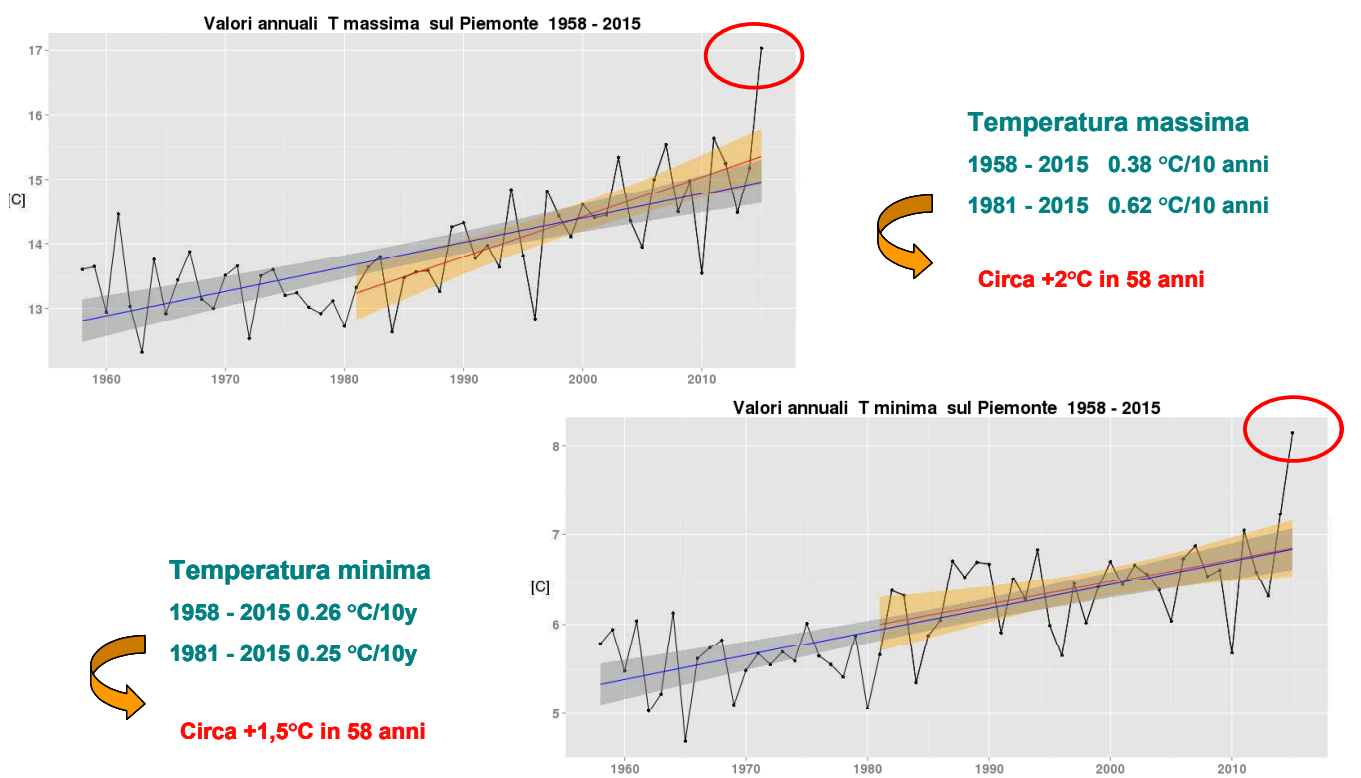 Valori annuali T massima sul Piemonte 1958 - 2015
17
16
15
14
13
[C]
1960 1970 1980 1990 2000 2010
Temperatura massima
1958 - 2015 0.38 °C/10 anni
1981 - 2015 0.62 °C/10 anni
Circa +2°C in 58 anni
Valori annuali T minima sul Piemonte 1958 - 2015
8
7
6
5
[C]
1960 1970 1980 1990 2000 2010
Temperatura minima
1958 - 2015 0.26 °C/10y
1981 - 2015 0.25 °C/10y
Circa +1,5°C in 58 anni